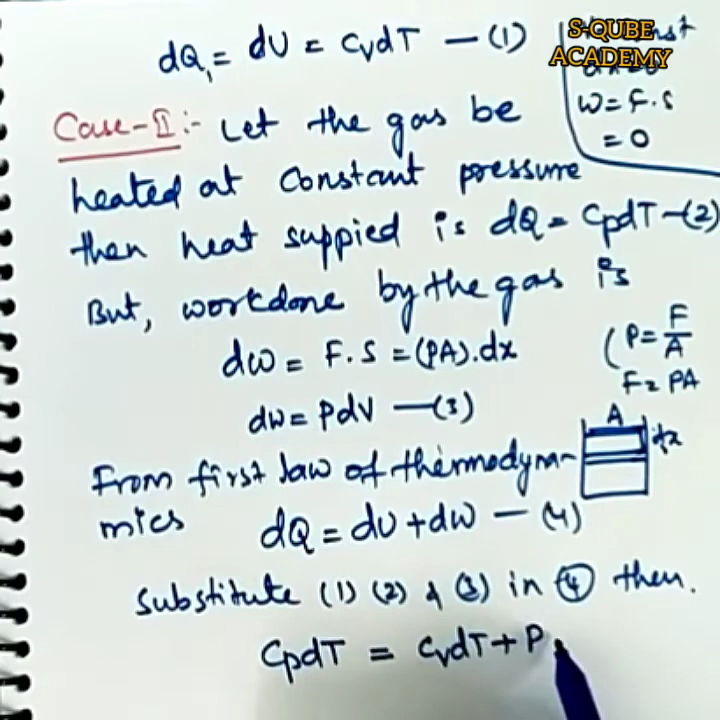 S-QUBE
ACADEMY
dQ₁ = dU = CvdT — (1)
W = F.S
= 0
Case-II:- Let the gas be
heated at constant pressure
then heat suppied is dQ = CpdT -(2)
But, workdone by the gas is
dw = F.S = (PA).dx
(P = F/A
F = PA
dw = PdV —(3)
A
dx
From first law of thermodym-
mics
dQ = dU + dW — (4)
Substitute (1) (2) & (3) in (4) then.
CpdT = CvdT + P